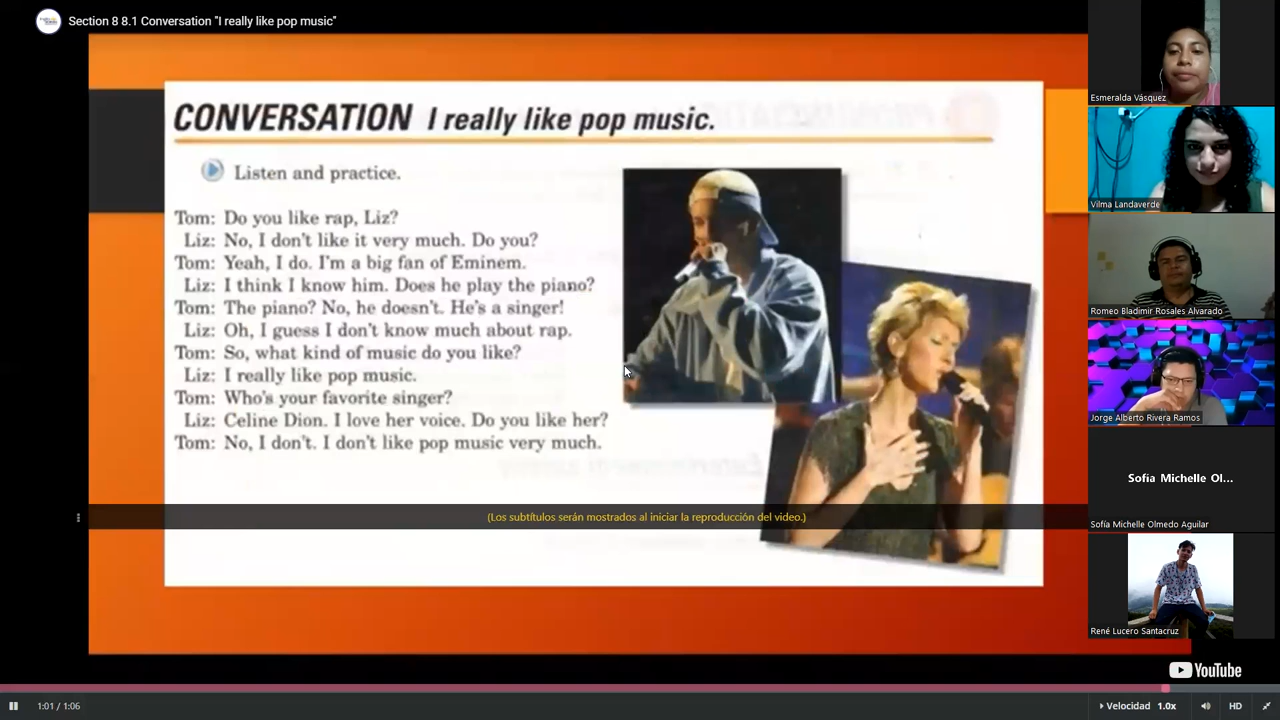 Section 8 8.1 Conversation "I really like pop music"
CONVERSATION I really like pop music.
Listen and practice.
Tom: Do you like rap, Liz?
Liz: No, I don't like it very much. Do you?
Tom: Yeah, I do. I'm a big fan of Eminem.
Liz: I think I know him. Does he play the piano?
Tom: The piano? No, he doesn't. He's a singer!
Liz: Oh, I guess I don't know much about rap.
Tom: So, what kind of music do you like?
Liz: I really like pop music.
Tom: Who's your favorite singer?
Liz: Celine Dion. I love her voice. Do you like her?
Tom: No, I don't. I don't like pop music very much.
(Los subtítulos serán mostrados al iniciar la reproducción del video.)
YouTube
1:01 / 1:06
Velocidad 1.0x
HD
Esmeralda Vásquez
Vilma Landaverde
Romeo Bladimir Rosales Alvarado
Jorge Alberto Rivera Ramos
Sofía Michelle Ol...
Sofía Michelle Olmedo Aguilar
René Lucero Santacruz